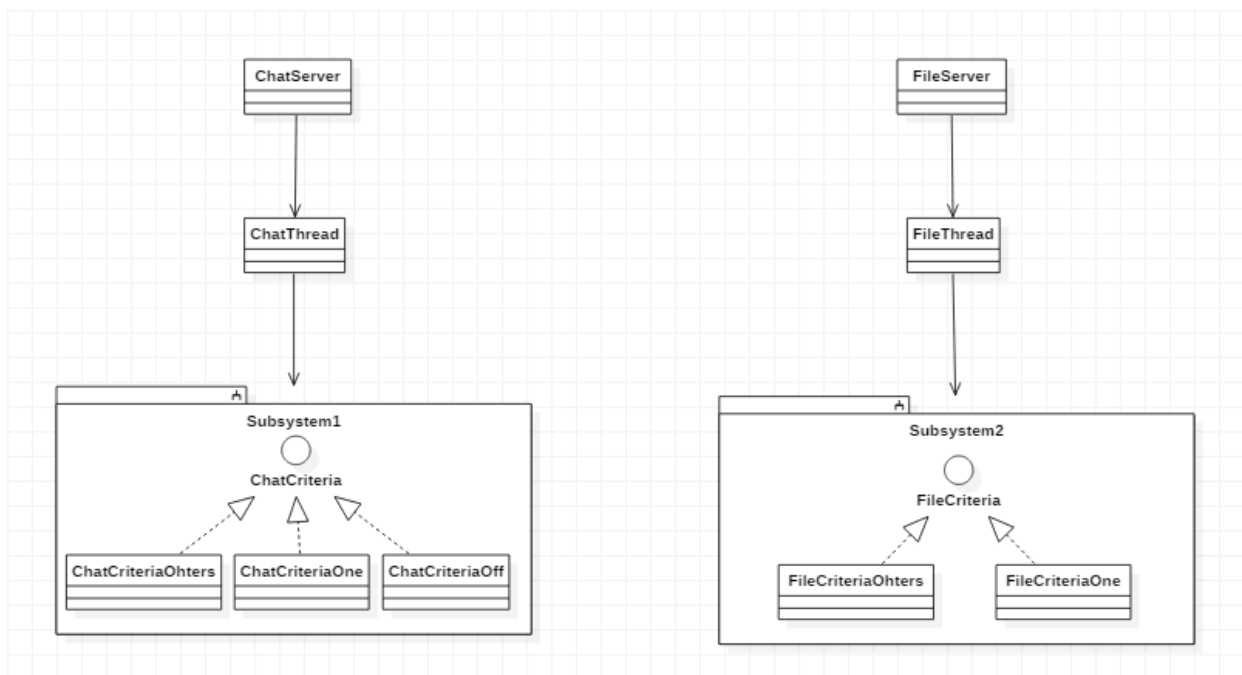 ChatServer
FileServer
ChatThread
FileThread
Subsystem1
ChatCriteria
ChatCriteriaOhters
ChatCriteriaOne
ChatCriteriaOff
Subsystem2
FileCriteria
FileCriteriaOhters
FileCriteriaOne